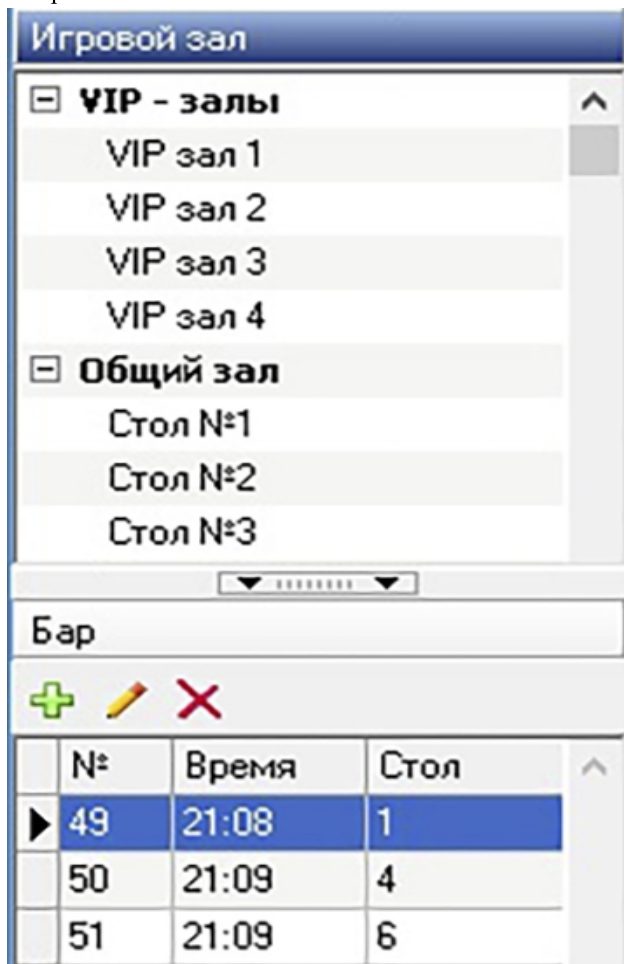 Игровой зал
VIP - залы
VIP зал 1
VIP зал 2
VIP зал 3
VIP зал 4
Общий зал
Стол №1
Стол №2
Стол №3
Бар
№ Время Стол
49 21:08 1
50 21:09 4
51 21:09 6